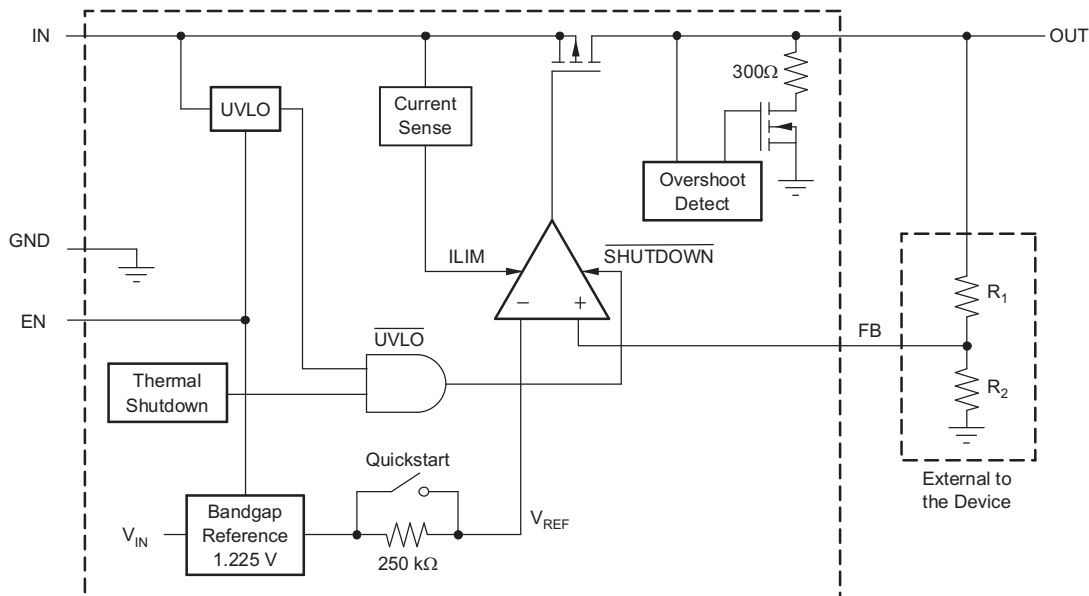 IN
OUT
300Ω
UVLO
Current
Sense
Overshoot
Detect
GND
ILIM
SHUTDOWN
R1
EN
− +
UVLO
FB
Thermal
Shutdown
R2
Quickstart
External to
the Device
Bandgap
Reference
1.225 V
VIN
VREF
250 kΩ